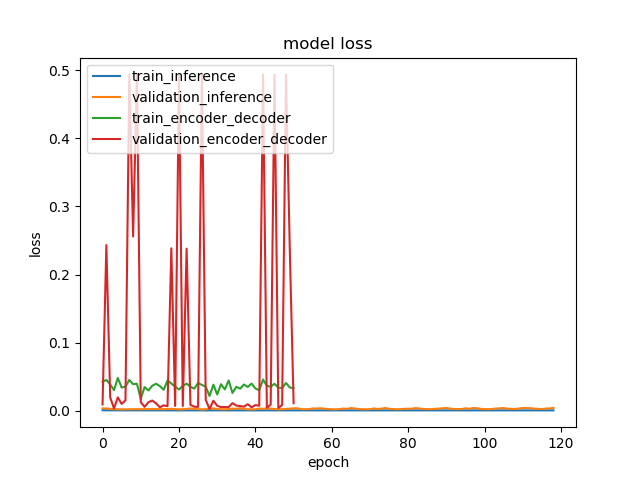 model loss
train_inference
validation_inference
train_encoder_decoder
validation_encoder_decoder
0.5
0.4
0.3
0.2
0.1
0.0
loss
0 20 40 60 80 100 120
epoch